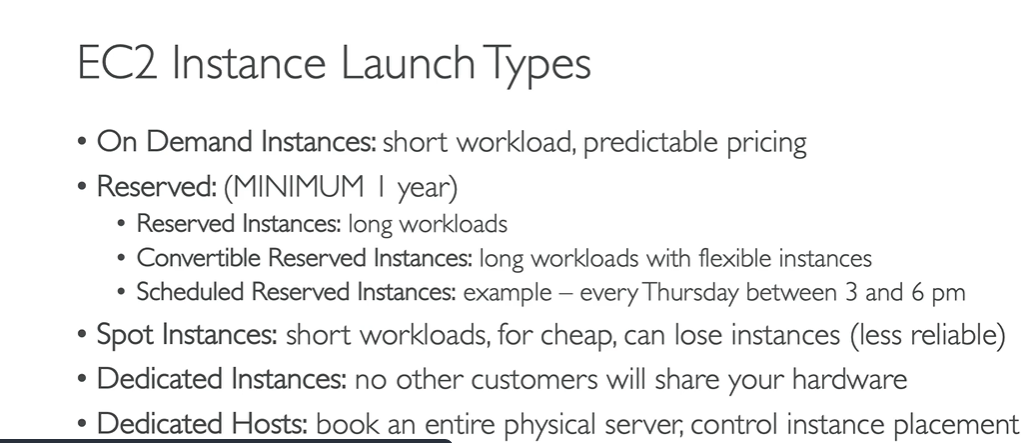 EC2 Instance Launch Types
• On Demand Instances: short workload, predictable pricing
• Reserved: (MINIMUM 1 year)
• Reserved Instances: long workloads
• Convertible Reserved Instances: long workloads with flexible instances
• Scheduled Reserved Instances: example – every Thursday between 3 and 6 pm
• Spot Instances: short workloads, for cheap, can lose instances (less reliable)
• Dedicated Instances: no other customers will share your hardware
• Dedicated Hosts: book an entire physical server, control instance placement